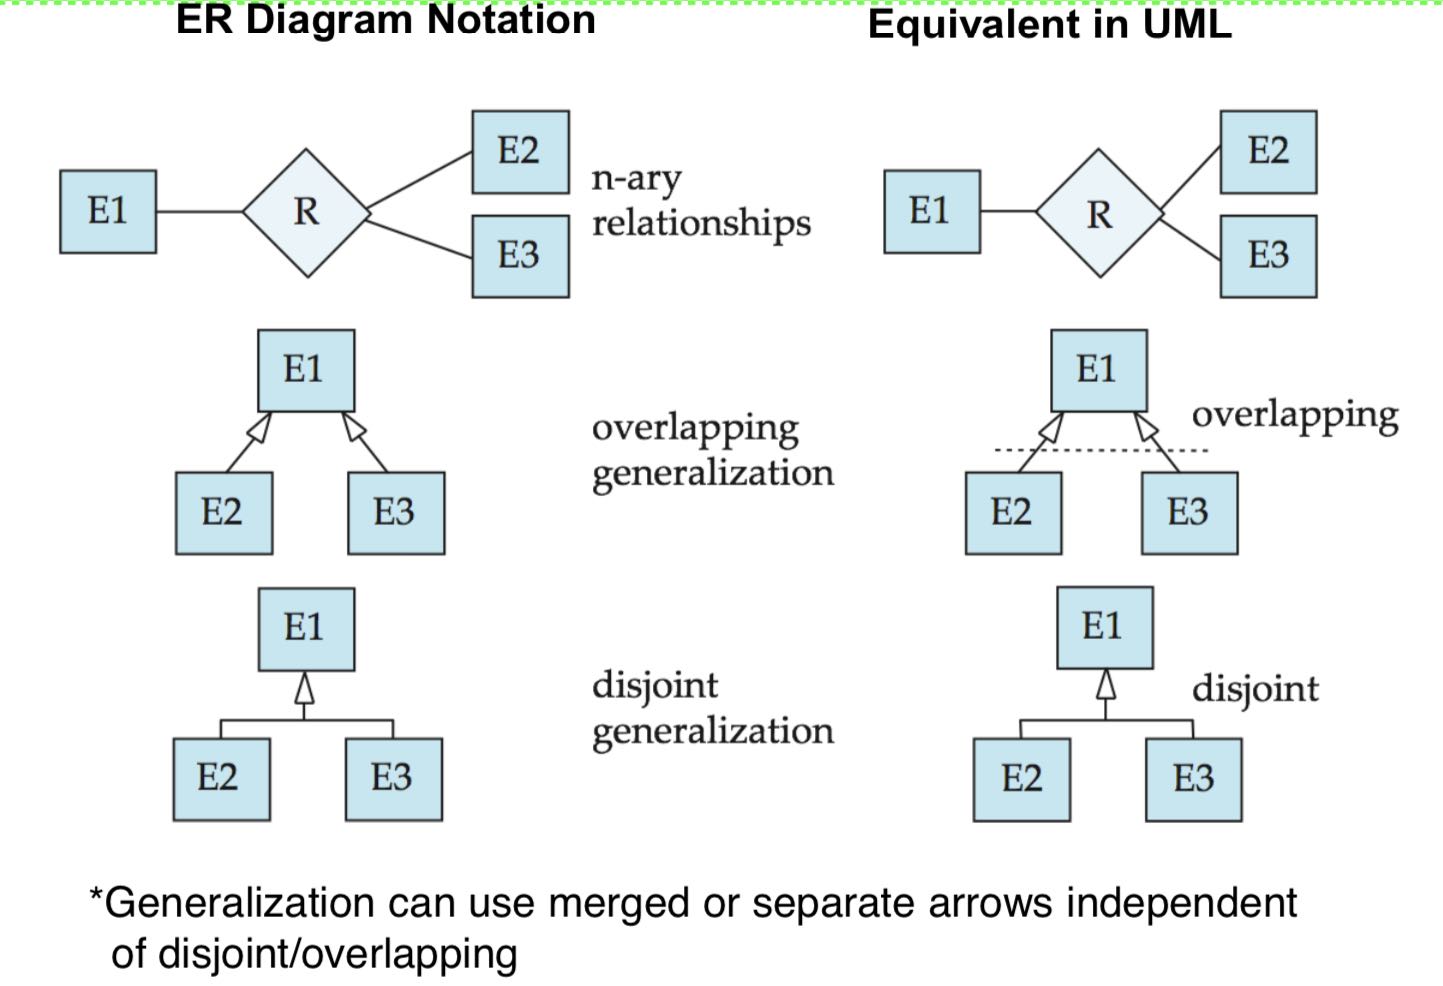 ER Diagram Notation
Equivalent in UML
E1
R
E2
E3
n-ary
relationships
E1
R
E2
E3
E1
E2
E3
overlapping
generalization
E1
overlapping
E2
E3
E1
E2
E3
disjoint
generalization
E1
disjoint
E2
E3
*Generalization can use merged or separate arrows independent
of disjoint/overlapping